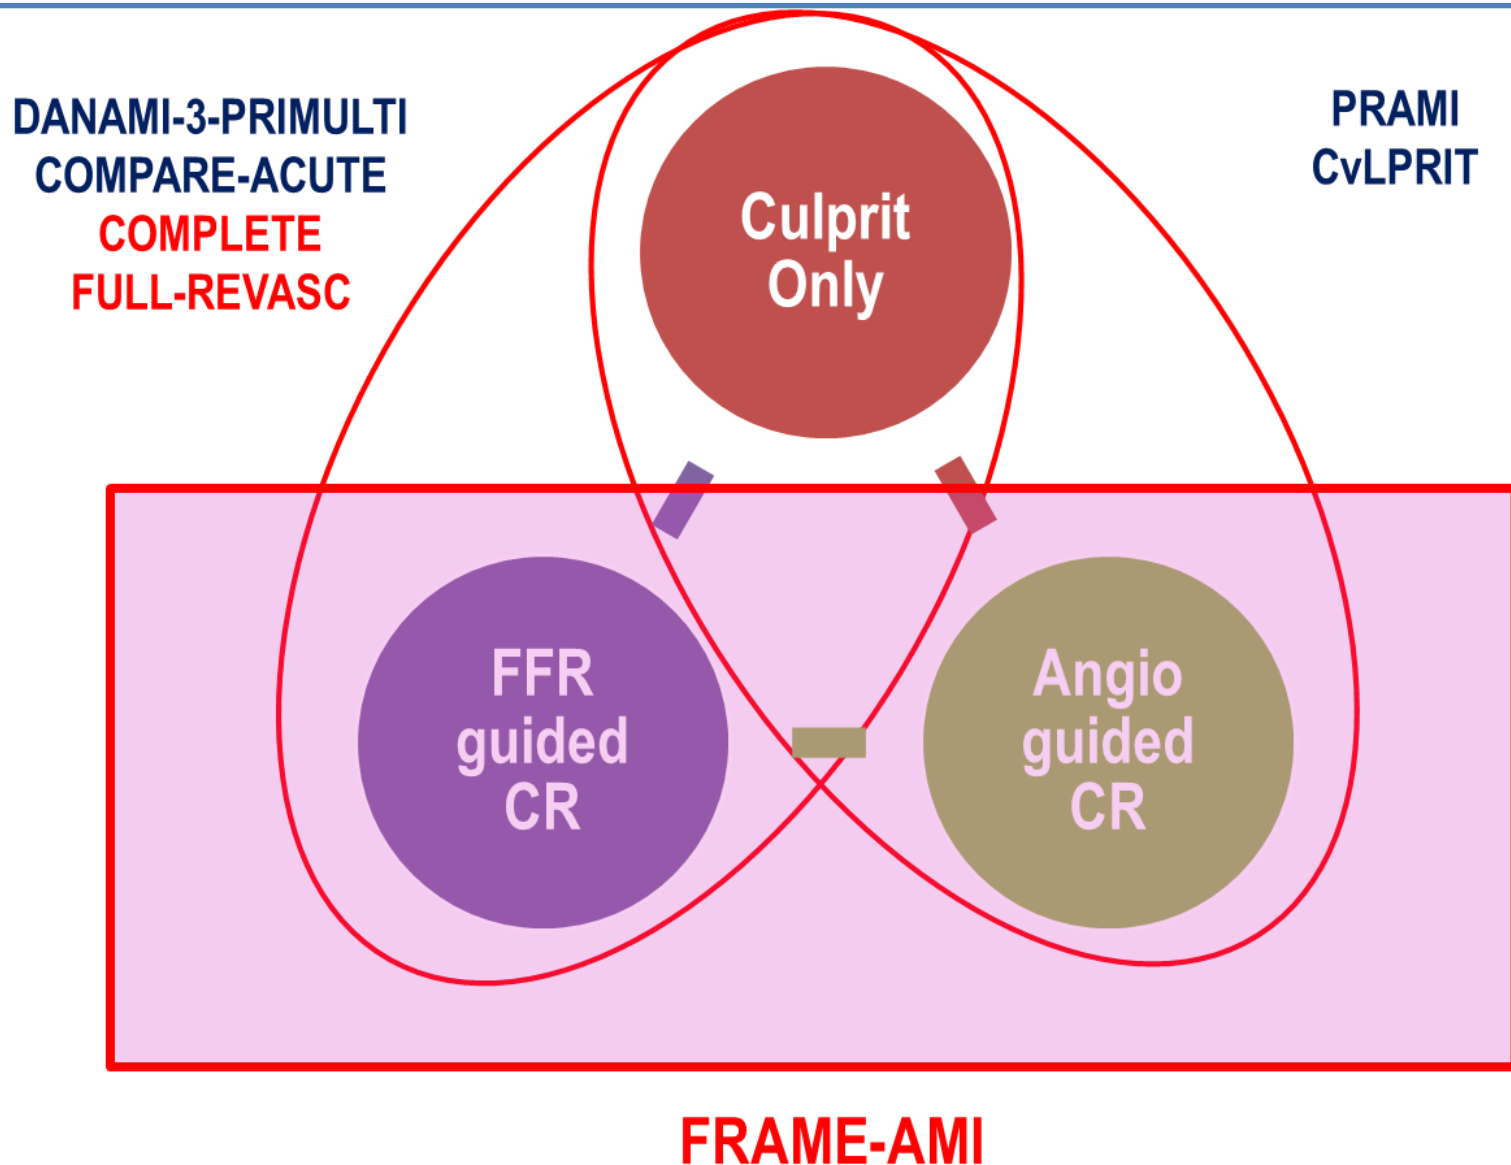 DANAMI-3-PRIMULTI
COMPARE-ACUTE
COMPLETE
FULL-REVASC
PRAMI
CvLPRIT
Culprit
Only
FFR
guided
CR
Angio
guided
CR
FRAME-AMI